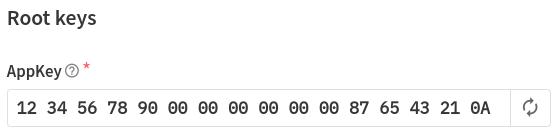 Root keys
AppKey ? *
12 34 56 78 90 00 00 00 00 00 00 87 65 43 21 0A